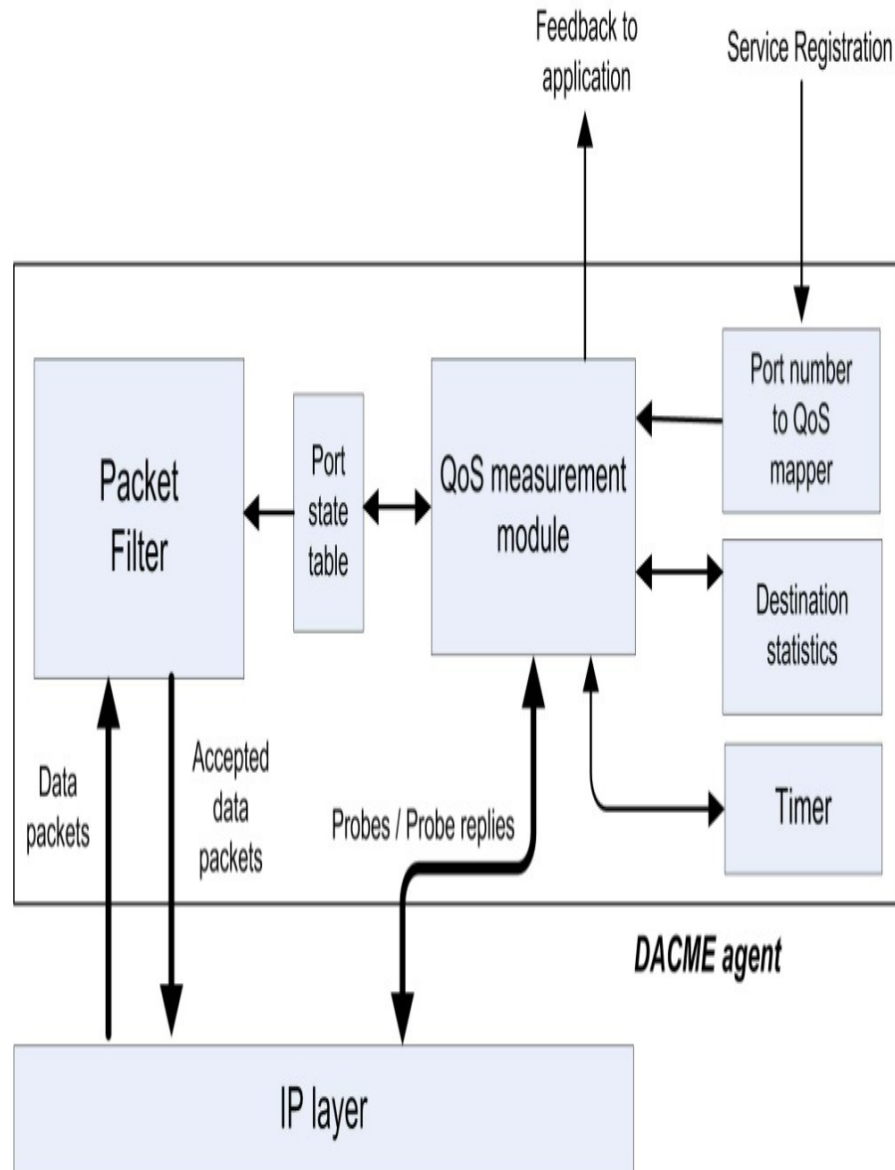 Feedback to
application
Service Registration
Packet
Filter
Port
state
table
QoS measurement
module
Port number
to QoS
mapper
Destination
statistics
Timer
Data
packets
Accepted
data
packets
Probes / Probe replies
DACME agent
IP layer